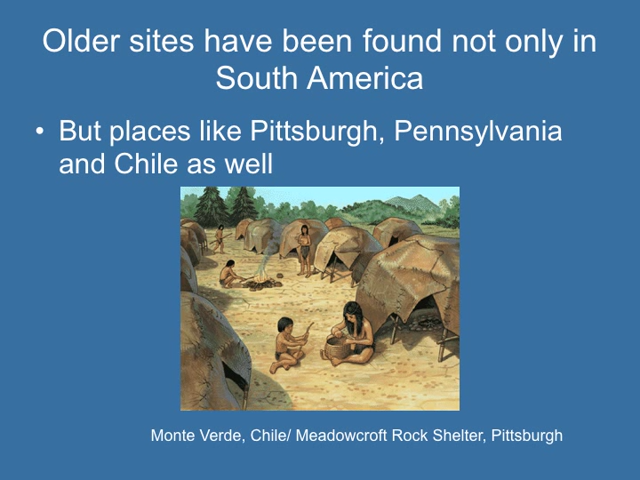 Older sites have been found not only in
South America
• But places like Pittsburgh, Pennsylvania
and Chile as well
Monte Verde, Chile/ Meadowcroft Rock Shelter, Pittsburgh